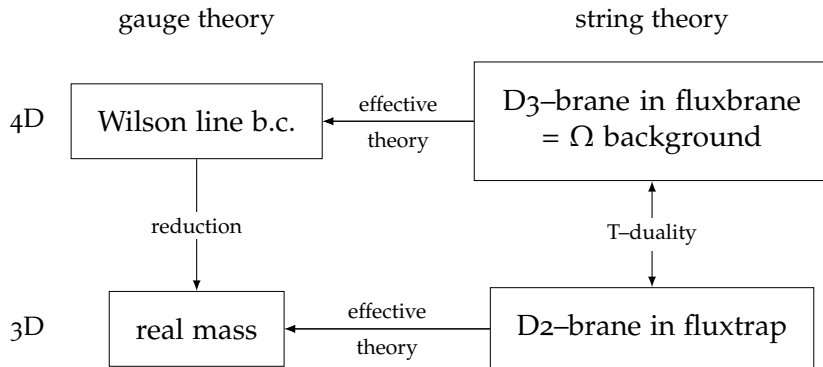 gauge theory
string theory
4D
Wilson line b.c.
effective
theory
D3–brane in fluxbrane
= Ω background
reduction
T–duality
3D
real mass
effective
theory
D2–brane in fluxtrap